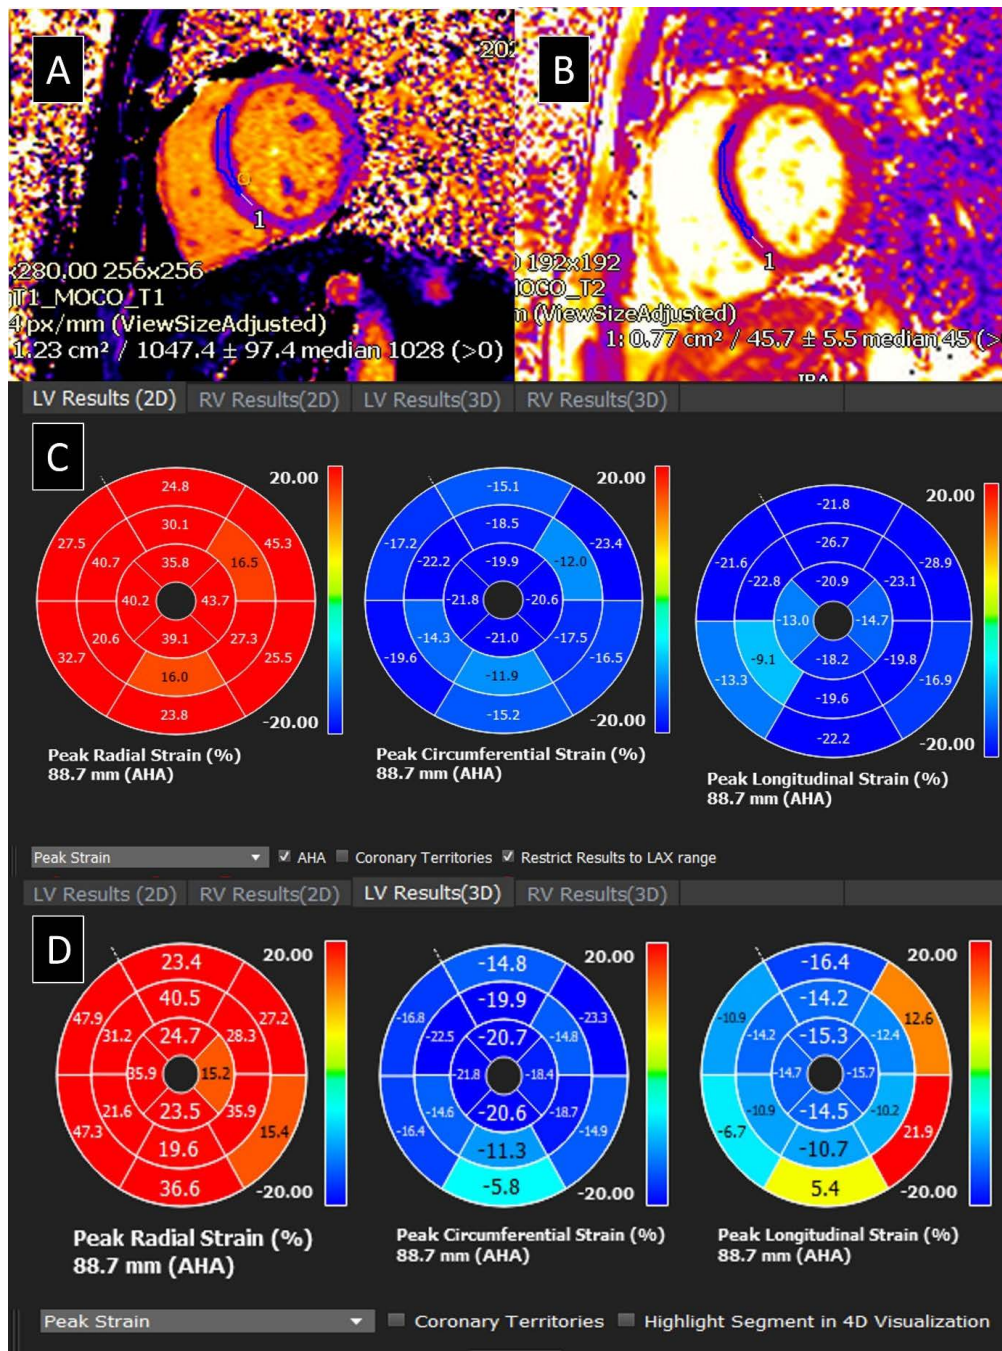 A
202
1
x280.00 256x256
T1_MOCO_T1
4 px/mm (ViewSizeAdjusted)
1.23 cm² / 1047.4 ± 97.4 median 1028 (>0)
B
1
0 192x192
MOCO_T2
m (ViewSizeAdjusted)
1: 0.77 cm² / 45.7 ± 5.5 median 45 (>
LV Results (2D) RV Results(2D) LV Results(3D) RV Results(3D)
C
24.8
27.5 30.1 45.3
40.7 35.8 16.5
40.2 43.7
20.6 39.1 27.3
32.7 16.0 25.5
23.8
20.00
-20.00
Peak Radial Strain (%)
88.7 mm (AHA)
-15.1
-17.2 -18.5 -23.4
-22.2 -19.9 -12.0
-21.8 -20.6
-14.3 -21.0 -17.5
-19.6 -11.9 -16.5
-15.2
20.00
-20.00
Peak Circumferential Strain (%)
88.7 mm (AHA)
-21.8
-21.6 -26.7 -28.9
-22.8 -20.9 -23.1
-13.0 -14.7
-9.1 -18.2 -19.8
-13.3 -19.6 -16.9
-22.2
20.00
-20.00
Peak Longitudinal Strain (%)
88.7 mm (AHA)
Peak Strain AHA Coronary Territories Restrict Results to LAX range
LV Results (2D) RV Results(2D) LV Results(3D) RV Results(3D)
D
23.4
47.9 40.5 27.2
31.2 24.7 28.3
35.9 15.2
21.6 23.5 35.9
47.3 19.6 15.4
36.6
20.00
-20.00
Peak Radial Strain (%)
88.7 mm (AHA)
-14.8
-16.8 -19.9 -23.3
-22.5 -20.7 -14.8
-21.8 -18.4
-14.6 -20.6 -18.7
-16.4 -11.3 -14.9
-5.8
20.00
-20.00
Peak Circumferential Strain (%)
88.7 mm (AHA)
-16.4
-10.9 -14.2 12.6
-14.2 -15.3 -12.4
-14.7 -15.7
-10.9 -14.5 -10.2
-6.7 -10.7 21.9
5.4
20.00
-20.00
Peak Longitudinal Strain (%)
88.7 mm (AHA)
Peak Strain Coronary Territories Highlight Segment in 4D Visualization